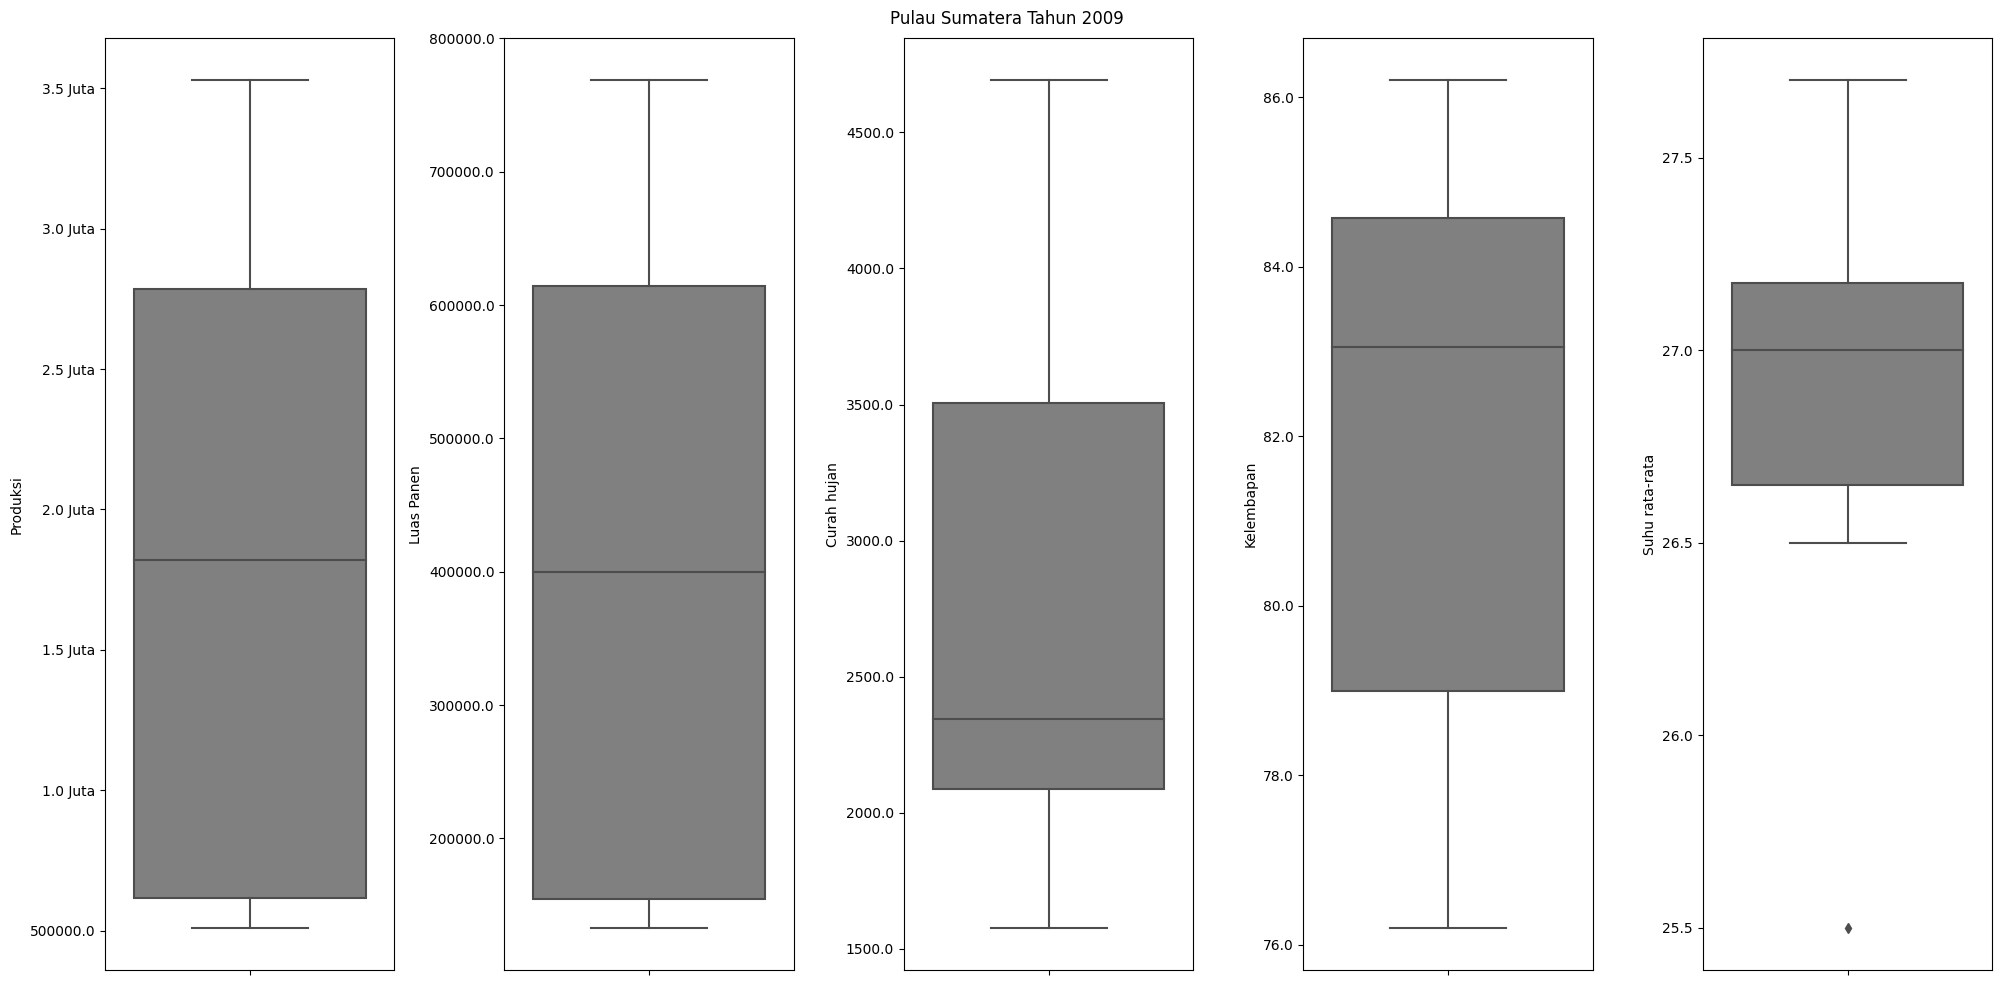 Pulau Sumatera Tahun 2009
Produksi
3.5 Juta
3.0 Juta
2.5 Juta
2.0 Juta
1.5 Juta
1.0 Juta
500000.0
Luas Panen
800000.0
700000.0
600000.0
500000.0
400000.0
300000.0
200000.0
Curah hujan
4500.0
4000.0
3500.0
3000.0
2500.0
2000.0
1500.0
Kelembapan
86.0
84.0
82.0
80.0
78.0
76.0
Suhu rata-rata
27.5
27.0
26.5
26.0
25.5